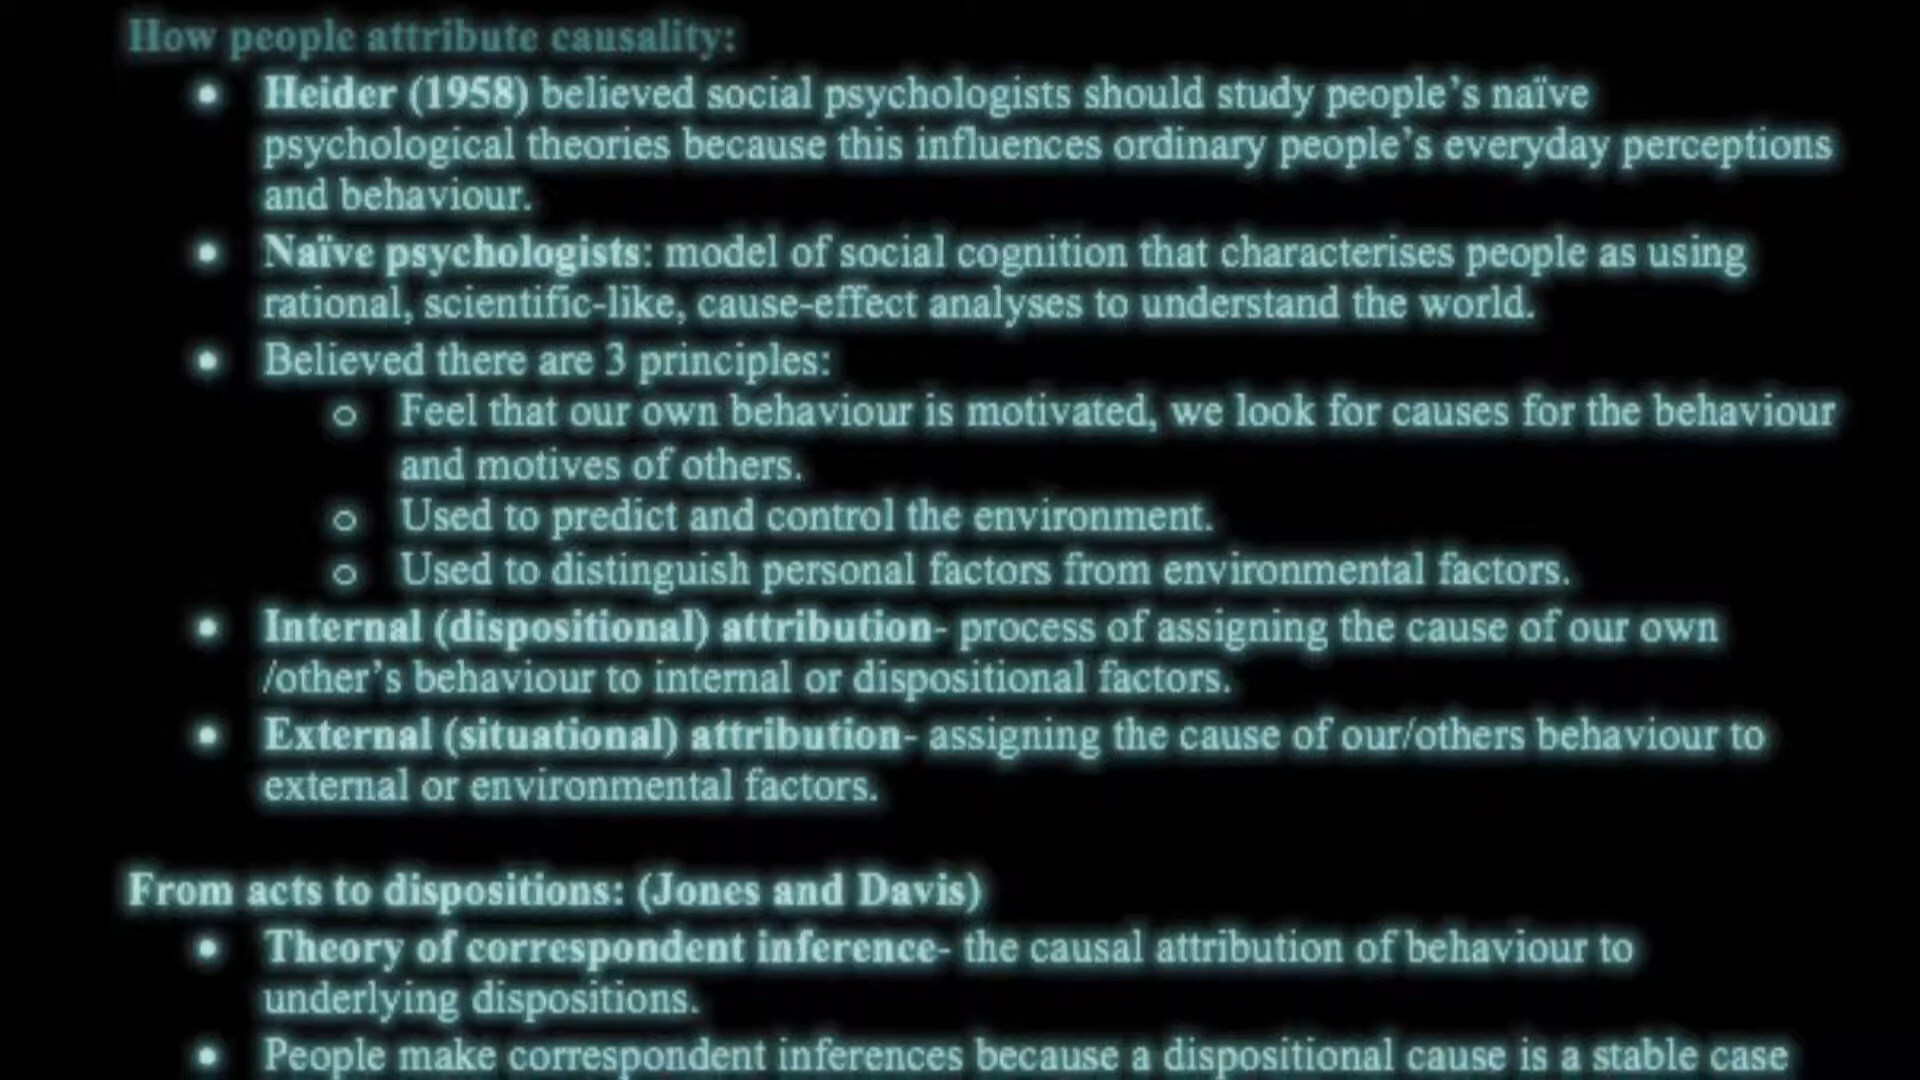 How people attribute causality:
• Heider (1958) believed social psychologists should study people's naïve
psychological theories because this influences ordinary people's everyday perceptions
and behaviour.
• Naïve psychologists: model of social cognition that characterises people as using
rational, scientific-like, cause-effect analyses to understand the world.
• Believed there are 3 principles:
o Feel that our own behaviour is motivated, we look for causes for the behaviour
and motives of others.
o Used to predict and control the environment.
o Used to distinguish personal factors from environmental factors.
• Internal (dispositional) attribution- process of assigning the cause of our own
/other's behaviour to internal or dispositional factors.
• External (situational) attribution- assigning the cause of our/others behaviour to
external or environmental factors.
From acts to dispositions: (Jones and Davis)
• Theory of correspondent inference- the causal attribution of behaviour to
underlying dispositions.
• People make correspondent inferences because a dispositional cause is a stable case